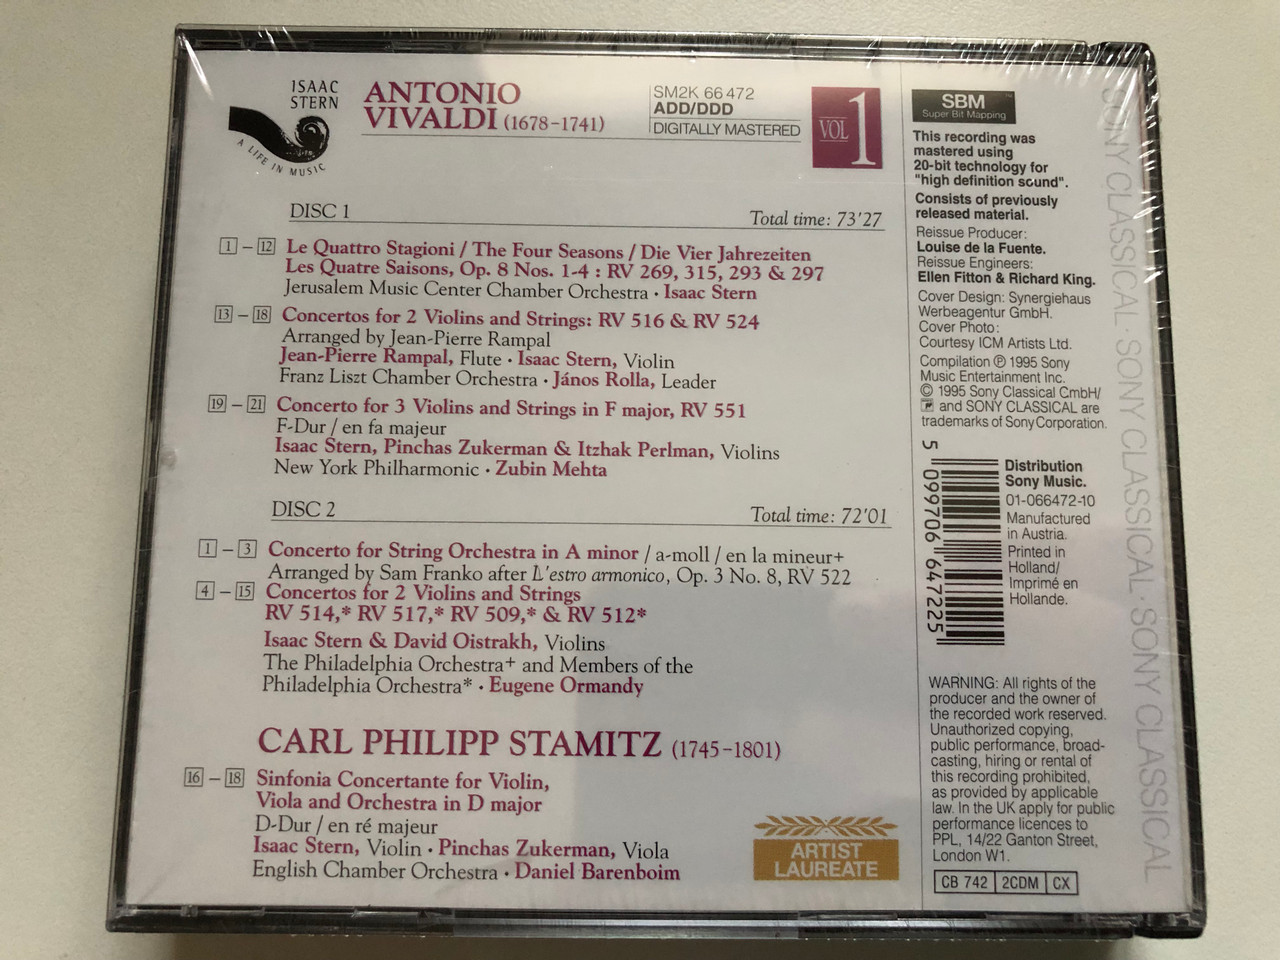 ISAAC
STERN
A LIFE IN MUSIC
ANTONIO
VIVALDI (1678-1741)
SM2K 66 472
ADD/DDD
DIGITALLY MASTERED
VOL 1
DISC 1 Total time: 73'27
1 – 12 Le Quattro Stagioni / The Four Seasons / Die Vier Jahrezeiten
Les Quatre Saisons, Op. 8 Nos. 1-4 : RV 269, 315, 293 & 297
Jerusalem Music Center Chamber Orchestra · Isaac Stern
13 – 18 Concertos for 2 Violins and Strings: RV 516 & RV 524
Arranged by Jean-Pierre Rampal
Jean-Pierre Rampal, Flute · Isaac Stern, Violin
Franz Liszt Chamber Orchestra · János Rolla, Leader
19 – 21 Concerto for 3 Violins and Strings in F major, RV 551
F-Dur / en fa majeur
Isaac Stern, Pinchas Zukerman & Itzhak Perlman, Violins
New York Philharmonic · Zubin Mehta
DISC 2 Total time: 72'01
1 – 3 Concerto for String Orchestra in A minor / a-moll / en la mineur+
Arranged by Sam Franko after L'estro armonico, Op. 3 No. 8, RV 522
4 – 15 Concertos for 2 Violins and Strings
RV 514,* RV 517,* RV 509,* & RV 512*
Isaac Stern & David Oistrakh, Violins
The Philadelphia Orchestra+ and Members of the
Philadelphia Orchestra* · Eugene Ormandy
CARL PHILIPP STAMITZ (1745-1801)
16 – 18 Sinfonia Concertante for Violin,
Viola and Orchestra in D major
D-Dur / en ré majeur
Isaac Stern, Violin · Pinchas Zukerman, Viola
English Chamber Orchestra · Daniel Barenboim
ARTIST
LAUREATE
SBM™
Super Bit Mapping
This recording was
mastered using
20-bit technology for
"high definition sound".
Consists of previously
released material.
Reissue Producer:
Louise de la Fuente.
Reissue Engineers:
Ellen Fitton & Richard King.
Cover Design: Synergiehaus
Werbeagentur GmbH.
Cover Photo:
Courtesy ICM Artists Ltd.
Compilation ℗ 1995 Sony
Music Entertainment Inc.
© 1995 Sony Classical GmbH/
and SONY CLASSICAL are
trademarks of Sony Corporation.
5 099706 647225
Distribution
Sony Music.
01-066472-10
Manufactured
in Austria.
Printed in
Holland/
Imprimé en
Hollande.
WARNING: All rights of the
producer and the owner of
the recorded work reserved.
Unauthorized copying,
public performance, broad-
casting, hiring or rental of
this recording prohibited,
as provided by applicable
law. In the UK apply for public
performance licences to
PPL, 14/22 Ganton Street,
London W1.
CB 742 2CDM CX
SONY CLASSICAL · SONY CLASSICAL · SONY CLASSICAL